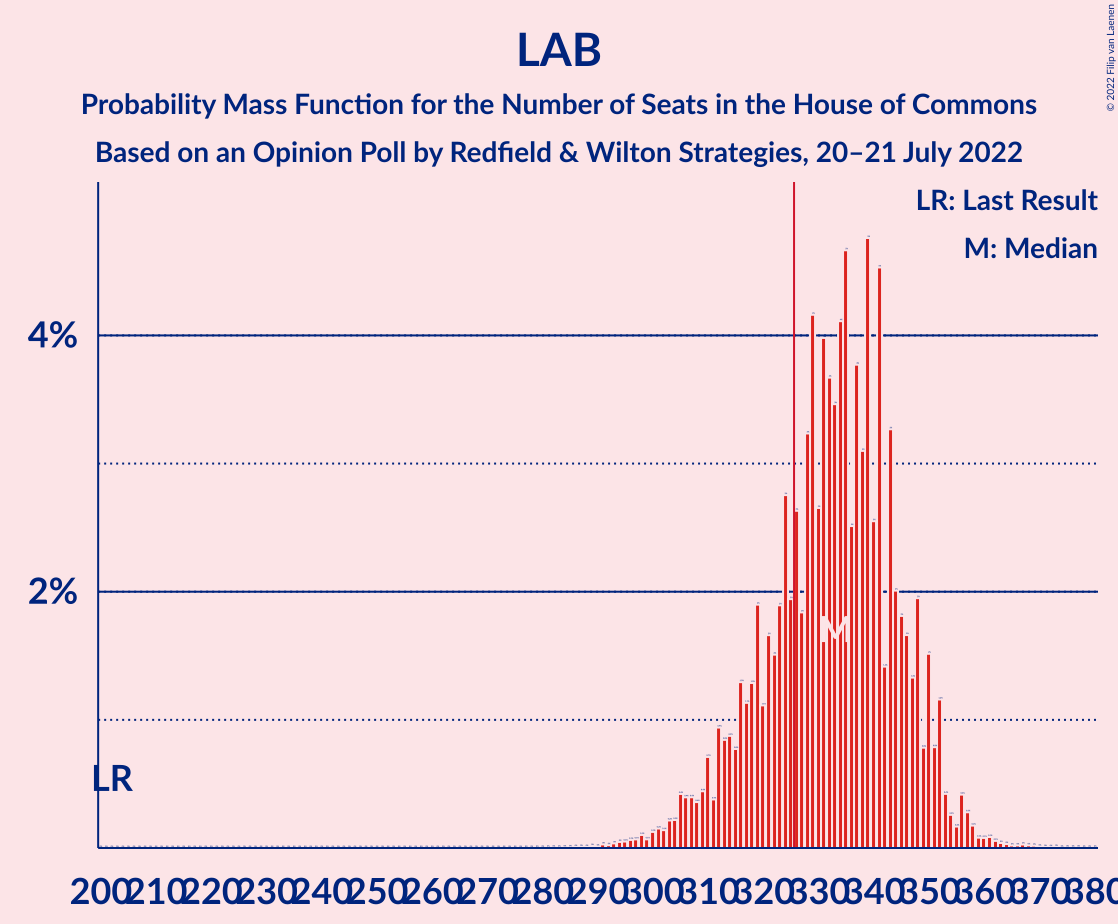 LAB
Probability Mass Function for the Number of Seats in the House of Commons
Based on an Opinion Poll by Redfield & Wilton Strategies, 20–21 July 2022
© 2022 Filip van Laenen
LR: Last Result
M: Median
4%
2%
M
LR
200 210 220 230 240 250 260 270 280 290 300 310 320 330 340 350 360 370 380